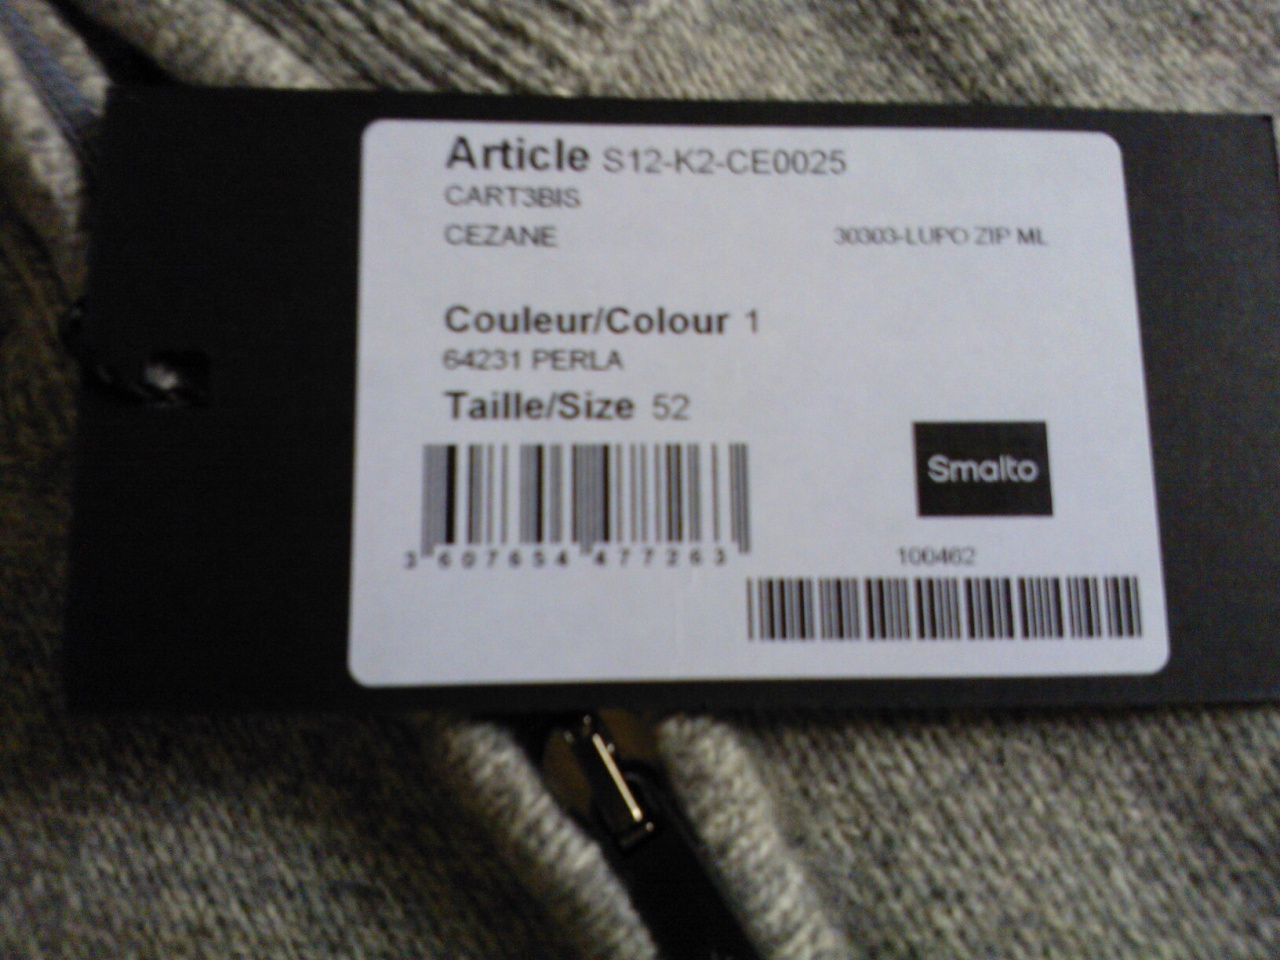 Article S12-K2-CE0025
CART3BIS
CEZANE 30303-LUPO ZIP ML
Couleur/Colour 1
64231 PERLA
Taille/Size 52
Smalto
3 607654 477263
100462